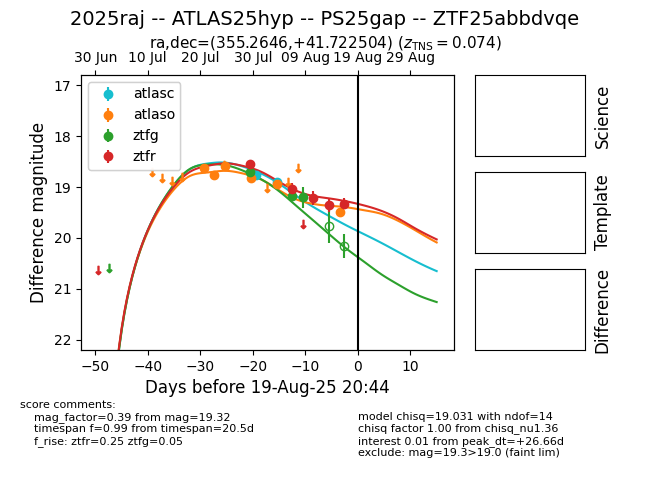 2025raj -- ATLAS25hyp -- PS25gap -- ZTF25abbdvqe
ra,dec=(355.2646,+41.722504) (zTNS = 0.074)
30 Jun 10 Jul 20 Jul 30 Jul 09 Aug 19 Aug 29 Aug
17
18
19
20
21
22
Difference magnitude
atlasc
atlaso
ztfg
ztfr
−50 −40 −30 −20 −10 0 10
Days before 19-Aug-25 20:44
Science
Template
Difference
score comments:
mag_factor=0.39 from mag=19.32
timespan f=0.99 from timespan=20.5d
f_rise: ztfr=0.25 ztfg=0.05
model chisq=19.031 with ndof=14
chisq factor 1.00 from chisq_nu1.36
interest 0.01 from peak_dt=+26.66d
exclude: mag=19.3>19.0 (faint lim)